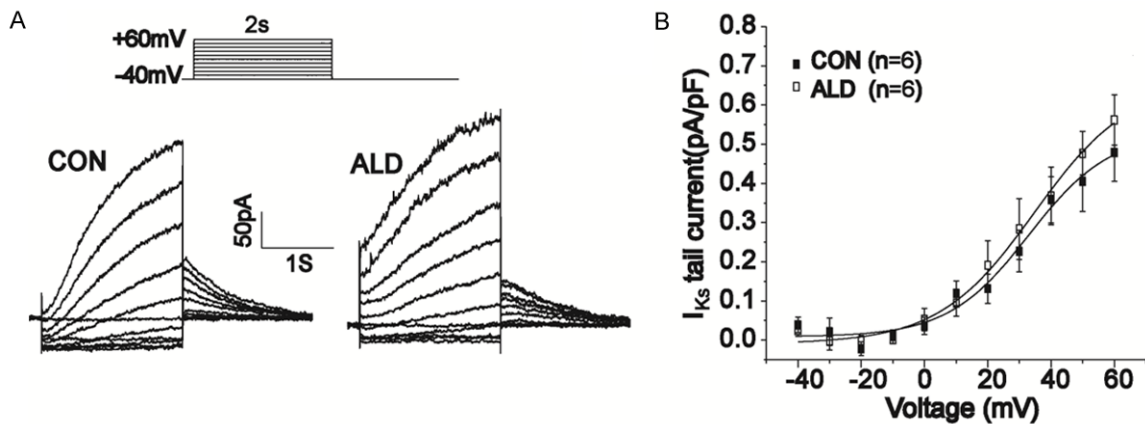 A
+60mV
2s
-40mV
CON
ALD
50pA
1S
B
IKs tail current(pA/pF)
0.8
0.7
0.6
0.5
0.4
0.3
0.2
0.1
0.0
CON (n=6)
ALD (n=6)
-40 -20 0 20 40 60
Voltage (mV)